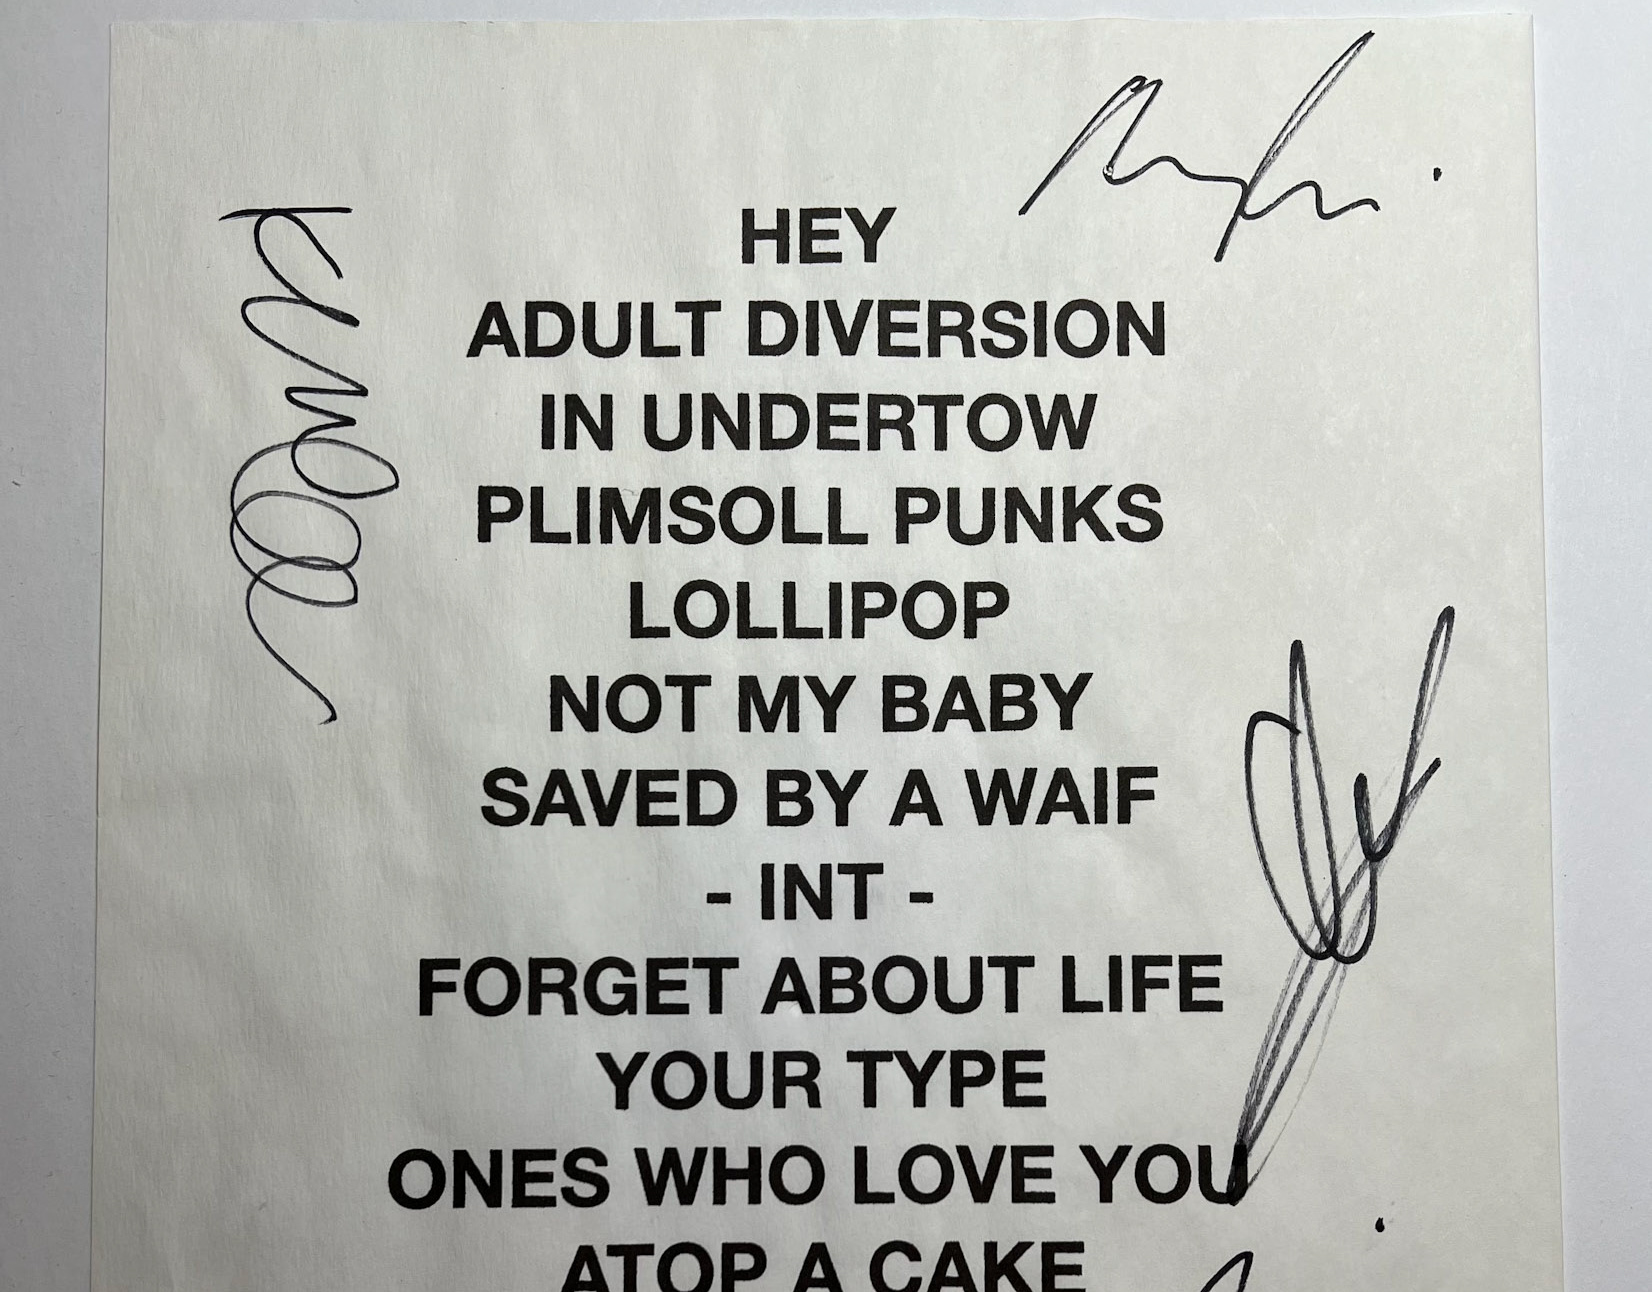 HEY
ADULT DIVERSION
IN UNDERTOW
PLIMSOLL PUNKS
LOLLIPOP
NOT MY BABY
SAVED BY A WAIF
- INT -
FORGET ABOUT LIFE
YOUR TYPE
ONES WHO LOVE YOU
ATOP A CAKE